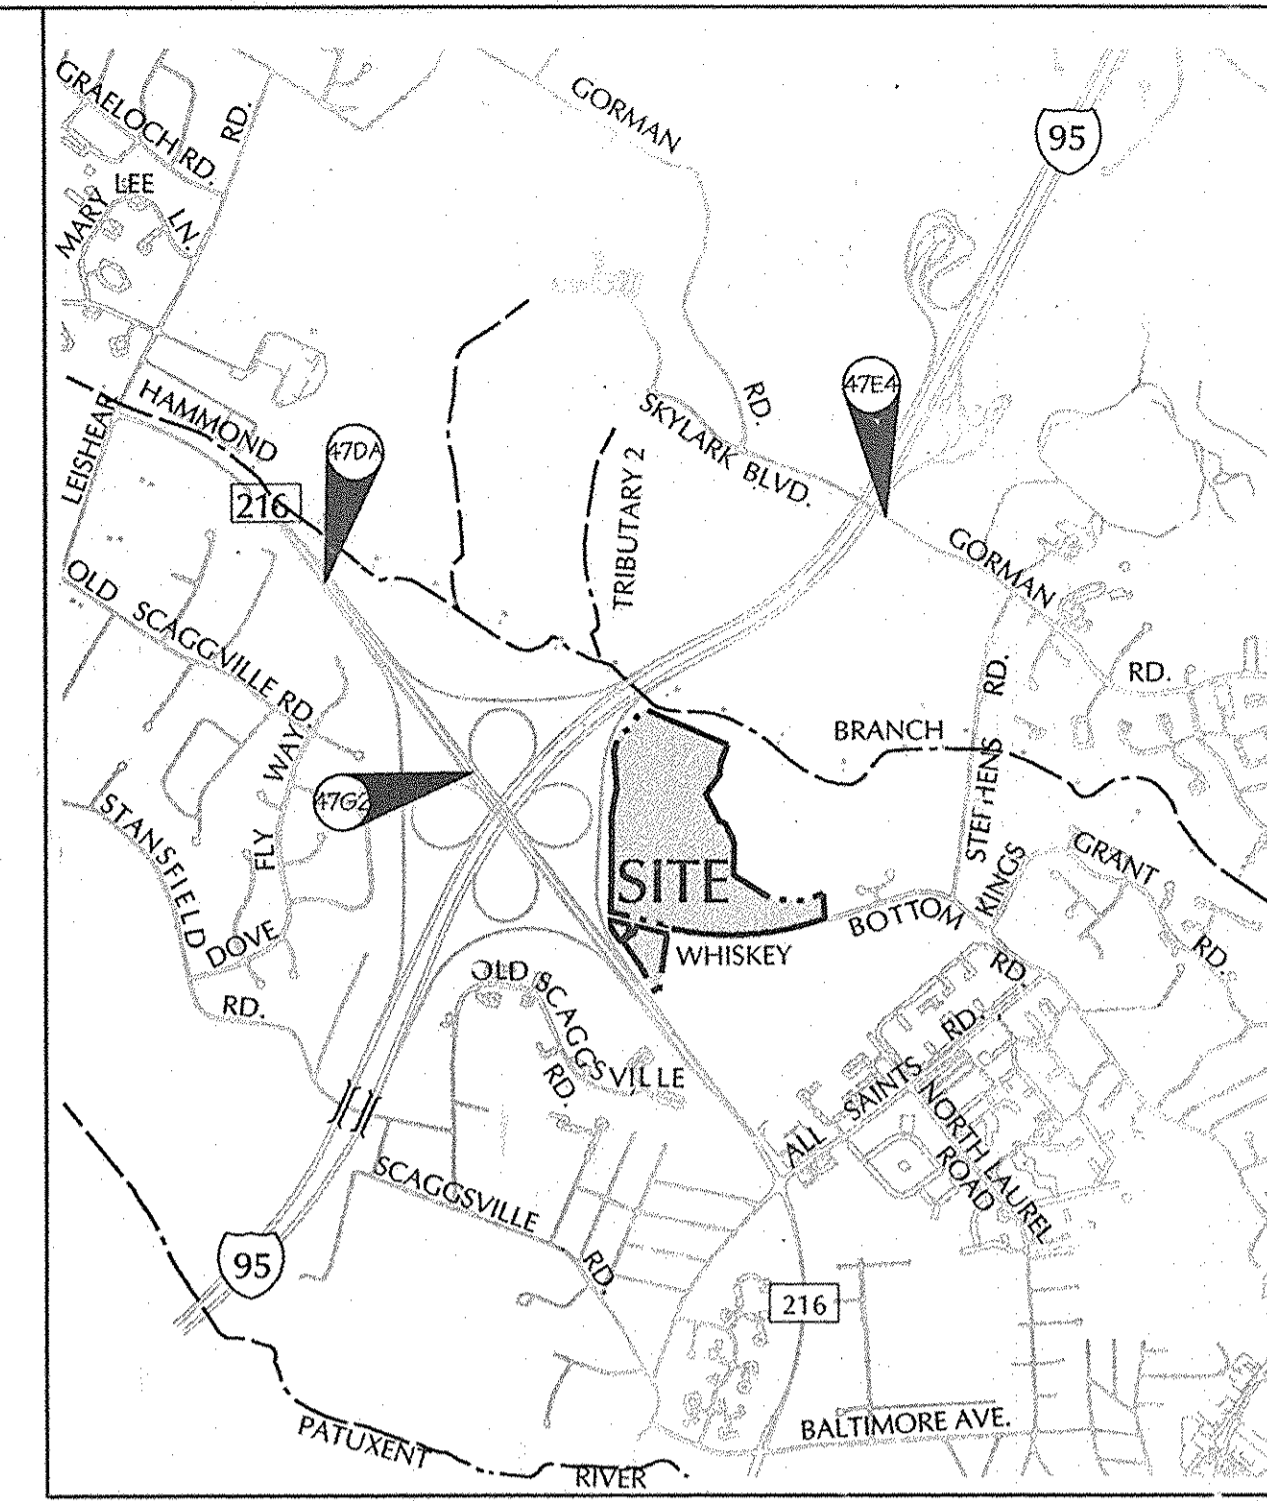 GRAELOCH RD.
RD.
GORMAN
95
MARY LEE LN.
47E4
RD.
HAMMOND
SKYLARK BLVD.
47DA
LEISHEAR
216
TRIBUTARY 2
GORMAN
OLD SCAGGVILLE RD.
RD.
RD.
BRANCH
FLY WAY
47G2
STEPHENS
STANSFIELD
KINGS
GRANT
SITE
BOTTOM
DOVE
WHISKEY
RD.
RD.
RD.
OLD SCAGGSVILLE
RD.
RD.
ALL SAINTS
NORTH LAUREL
ROAD
SCAGGSVILLE
RD.
95
216
BALTIMORE AVE.
PATUXENT
RIVER